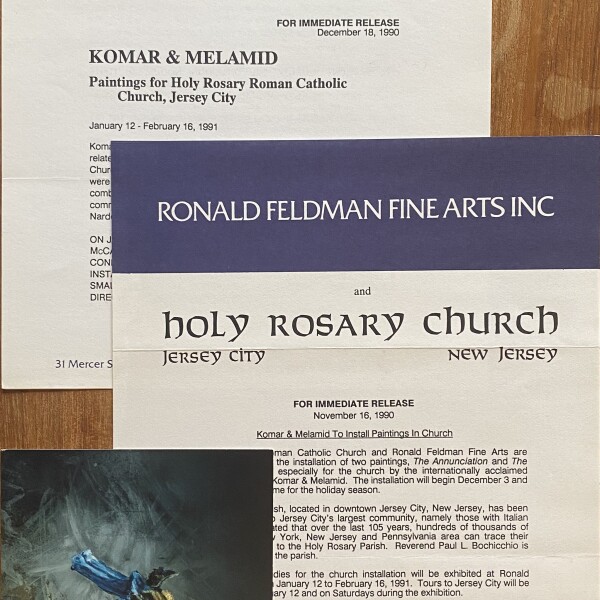 FOR IMMEDIATE RELEASE
December 18, 1990
KOMAR & MELAMID
Paintings for Holy Rosary Roman Catholic
Church, Jersey City
January 12 - February 16, 1991
relate
were
comb
comm
Nardo
ON J
McCA
CON
INST
SMAL
DIRE
31 Mercer S
RONALD FELDMAN FINE ARTS INC
and
holy rosary church
jersey city
new jersey
FOR IMMEDIATE RELEASE
November 16, 1990
Komar & Melamid To Install Paintings In Church
man Catholic Church and Ronald Feldman Fine Arts are
the installation of two paintings, The Annunciation and The
especially for the church by the internationally acclaimed
Komar & Melamid. The installation will begin December 3 and
me for the holiday season.
sh, located in downtown Jersey City, New Jersey, has been
o Jersey City's largest community, namely those with Italian
ated that over the last 105 years, hundreds of thousands of
York, New Jersey and Pennsylvania area can trace their
to the Holy Rosary Parish. Reverend Paul L. Bochicchio is
the parish.
dies for the church installation will be exhibited at Ronald
January 12 to February 16, 1991. Tours to Jersey City will be
ary 12 and on Saturdays during the exhibition.